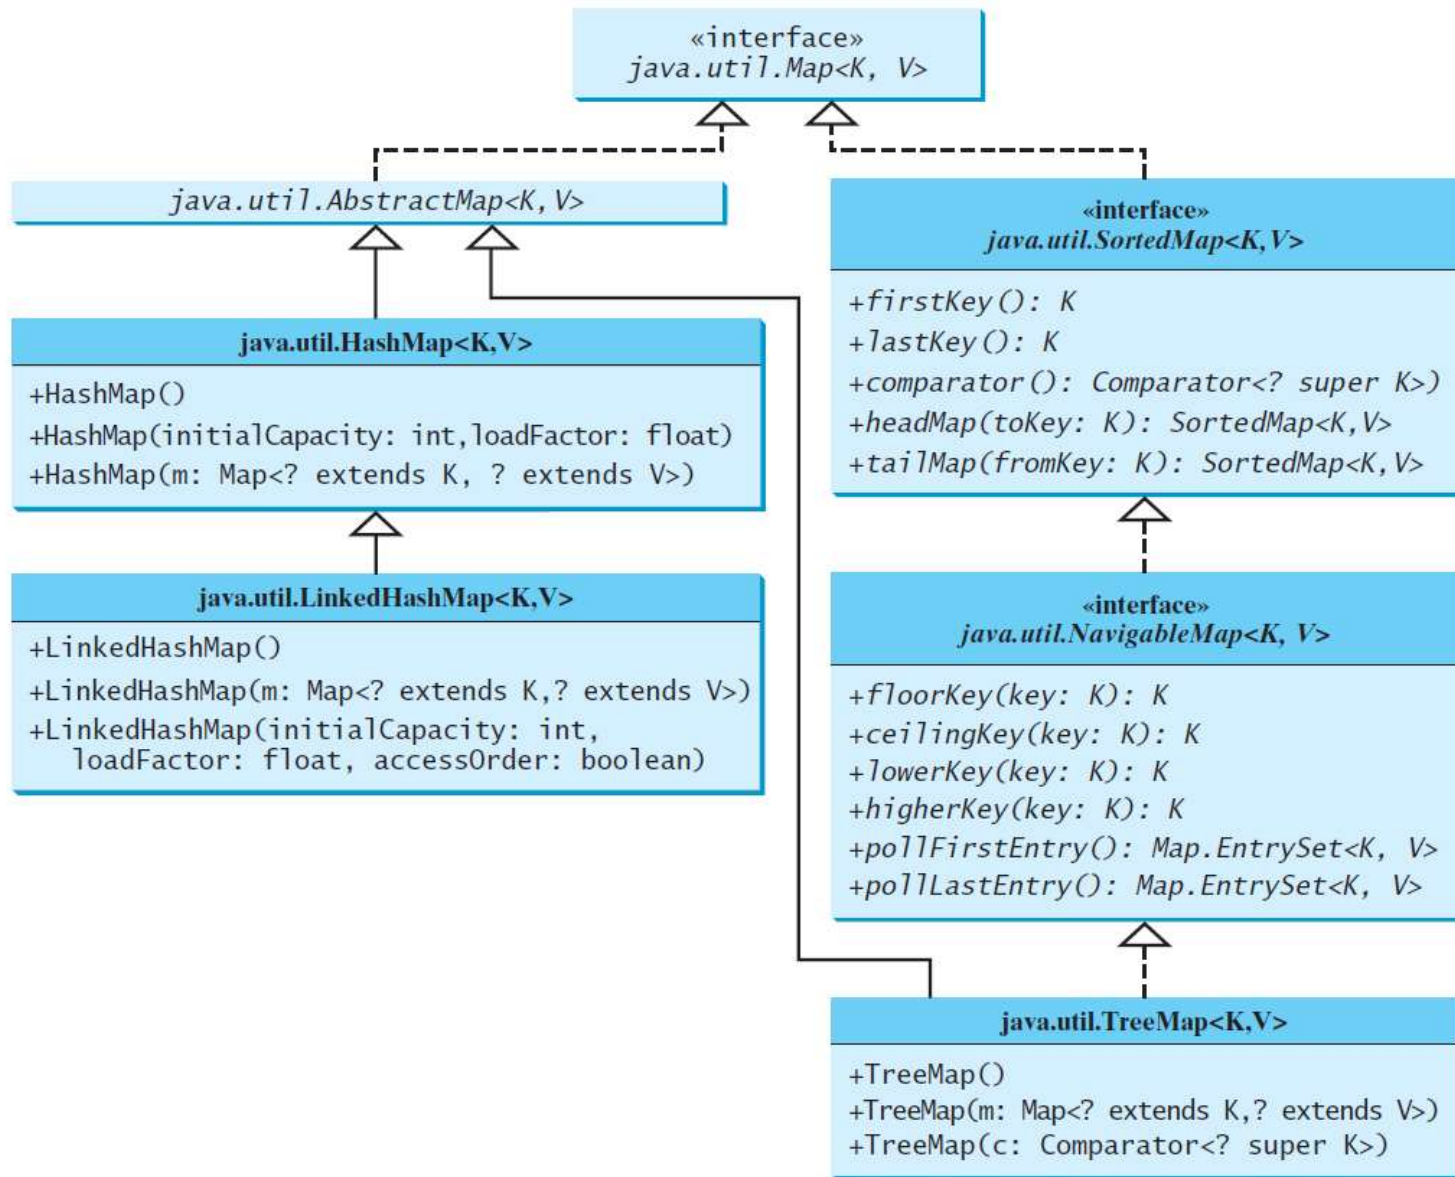 «interface»
java.util.Map<K, V>
java.util.AbstractMap<K,V>
«interface»
java.util.SortedMap<K,V>
+firstKey(): K
+lastKey(): K
+comparator(): Comparator<? super K>)
+headMap(toKey: K): SortedMap<K,V>
+tailMap(fromKey: K): SortedMap<K,V>
java.util.HashMap<K,V>
+HashMap()
+HashMap(initialCapacity: int,loadFactor: float)
+HashMap(m: Map<? extends K, ? extends V>)
java.util.LinkedHashMap<K,V>
+LinkedHashMap()
+LinkedHashMap(m: Map<? extends K,? extends V>)
+LinkedHashMap(initialCapacity: int,
loadFactor: float, accessOrder: boolean)
«interface»
java.util.NavigableMap<K, V>
+floorKey(key: K): K
+ceilingKey(key: K): K
+lowerKey(key: K): K
+higherKey(key: K): K
+pollFirstEntry(): Map.EntrySet<K, V>
+pollLastEntry(): Map.EntrySet<K, V>
java.util.TreeMap<K,V>
+TreeMap()
+TreeMap(m: Map<? extends K,? extends V>)
+TreeMap(c: Comparator<? super K>)